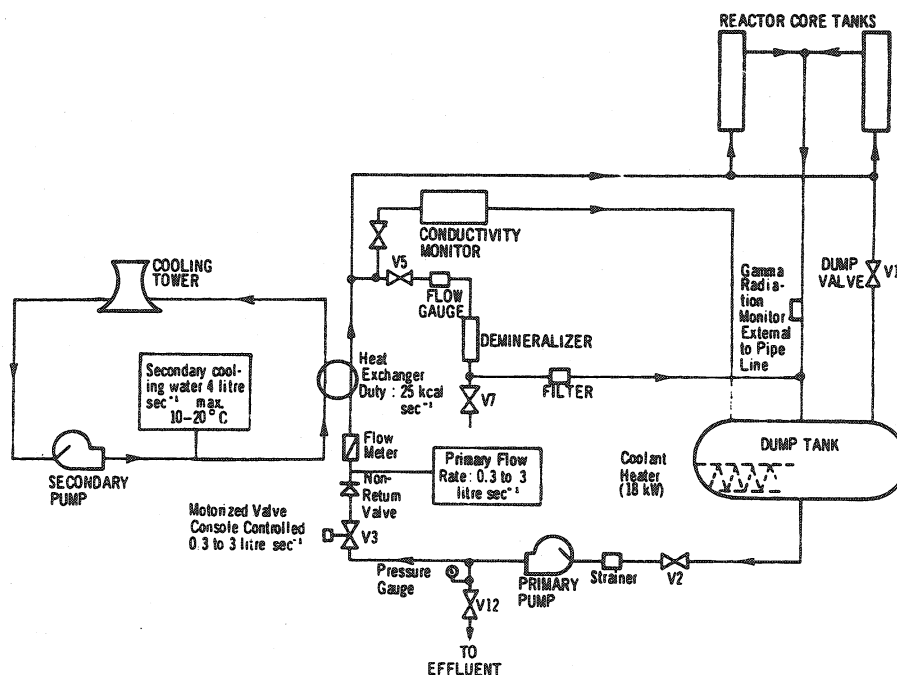 REACTOR CORE TANKS
CONDUCTIVITY
MONITOR
COOLING
TOWER
V5
FLOW
GAUGE
DEMINERALIZER
Gamma
Radia-
tion
Monitor
External
to Pipe
Line
DUMP
VALVE
V1
Secondary cool-
ing water 4 litre
sec⁻¹ max.
10-20°C
Heat
Exchanger
Duty : 25 kcal
sec⁻¹
V7
FILTER
SECONDARY
PUMP
Flow
Meter
Primary Flow
Rate: 0.3 to 3
litre sec⁻¹
Coolant
Heater
(18 kW)
DUMP TANK
Non-
Return
Valve
Motorized Valve
Console Controlled
0.3 to 3 litre sec⁻¹
V3
Pressure
Gauge
PRIMARY
PUMP
Strainer
V2
V12
TO
EFFLUENT